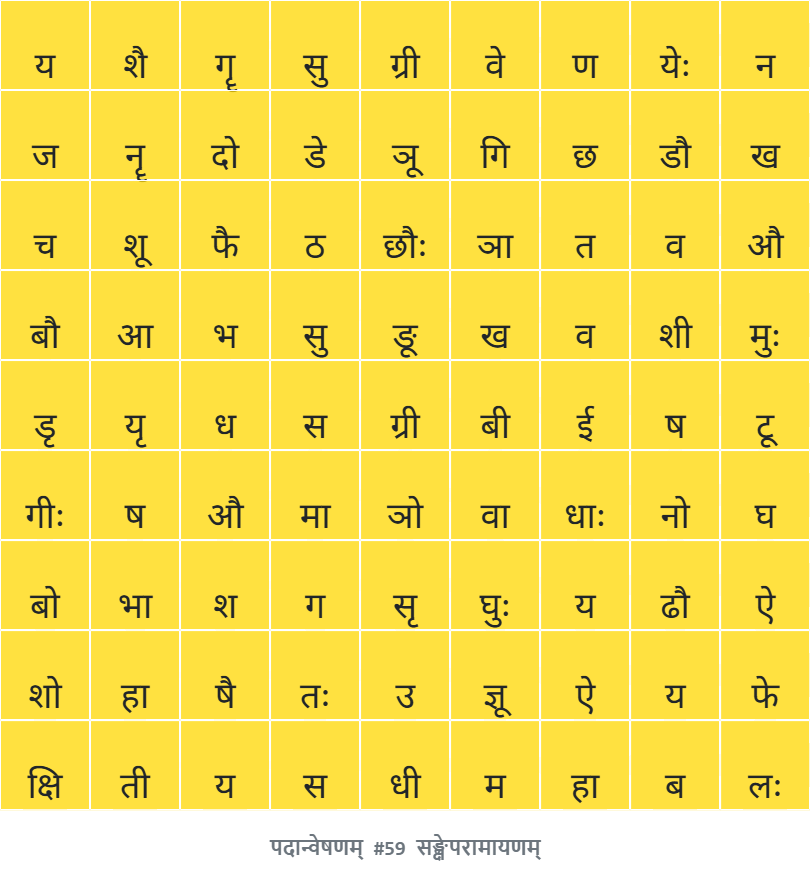 य शै गॄ सु ग्री वे ण येः न
ज नॄ दो डे ञू गि छ डौ ख
च शू फै ठ छौः ञा त व औ
बौ आ भ सु ङू ख व शी मुः
डृ यृ ध स ग्री बी ई ष टू
गीः ष औ मा ञो वा धाः नो घ
बो भा श ग सृ घुः य ढौ ऐ
शो हा षै तः उ ज्ञू ऐ य फे
क्षि ती य स धी म हा ब लः
पदान्वेषणम् #59 सङ्क्षेपरामायणम्